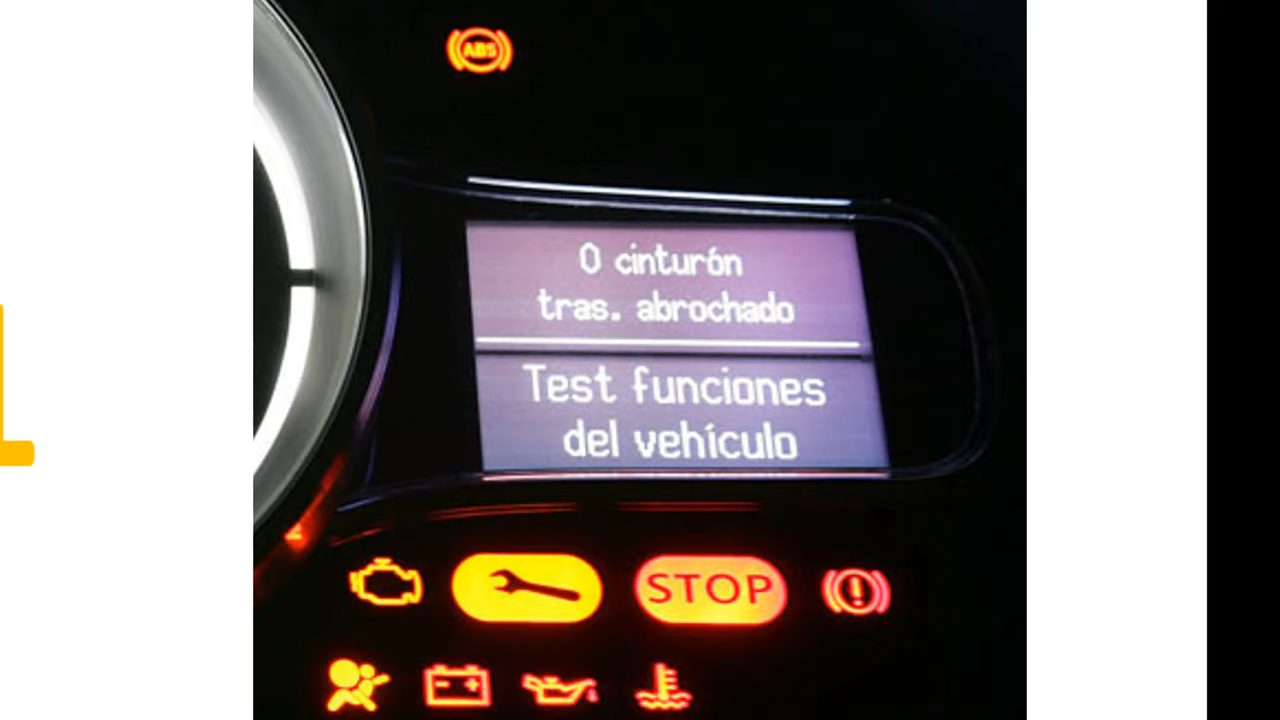 ABS
0 cinturón
tras. abrochado
Test funciones
del vehículo
STOP